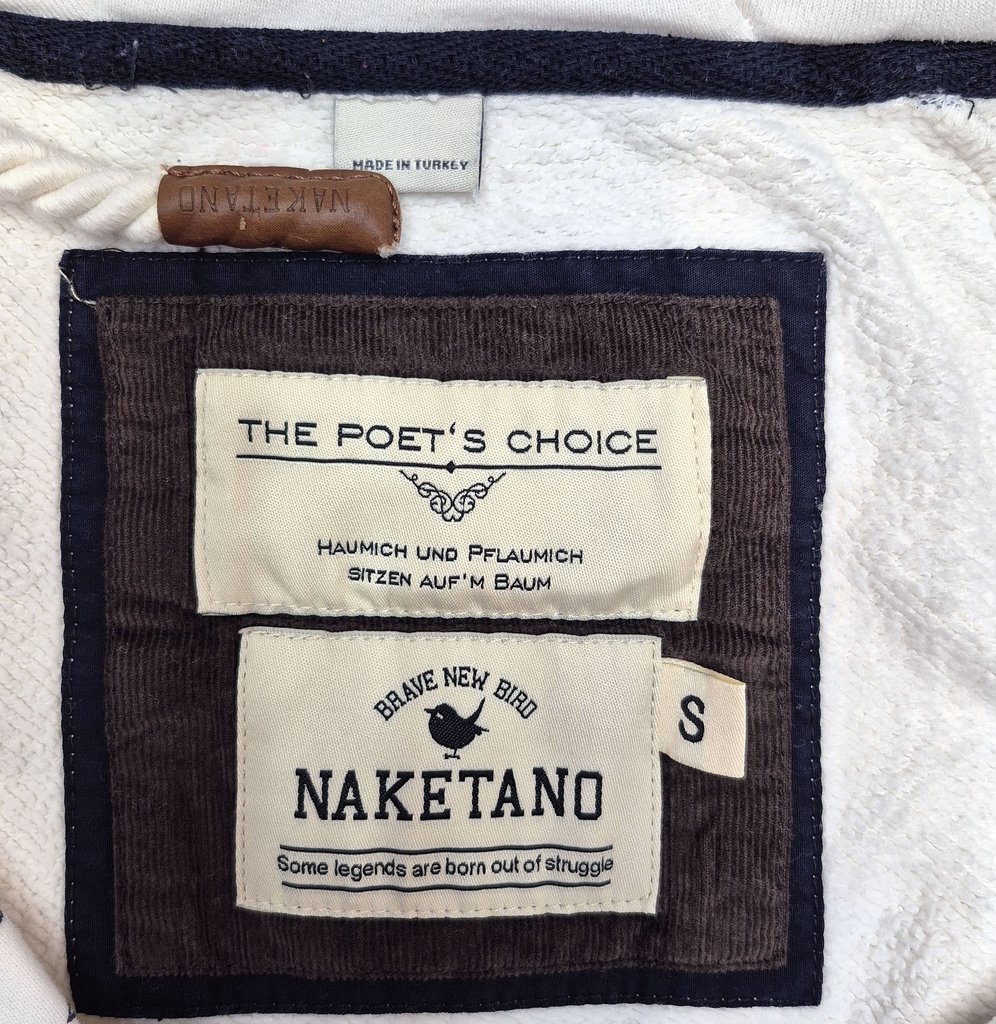 MADE IN TURKEY
NAKETANO
THE POET‘S CHOICE
HAUMICH UND PFLAUMICH
SITZEN AUF'M BAUM
BRAVE NEW BIRD
NAKETANO
Some legends are born out of struggle
S